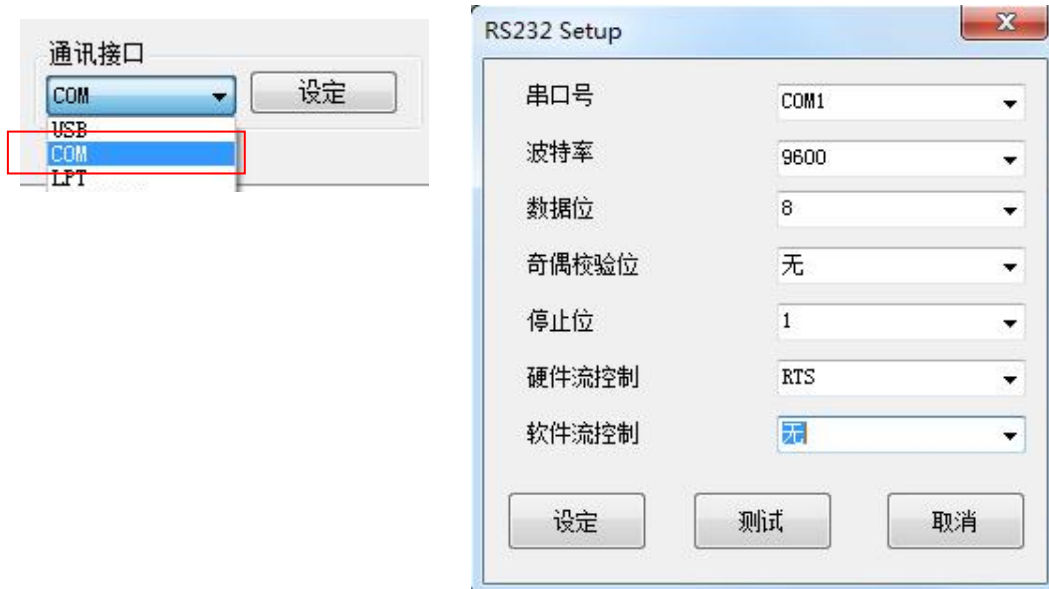 通讯接口
COM
设定
USB
COM
LPT
RS232 Setup
串口号 COM1
波特率 9600
数据位 8
奇偶校验位 无
停止位 1
硬件流控制 RTS
软件流控制 无
设定 测试 取消